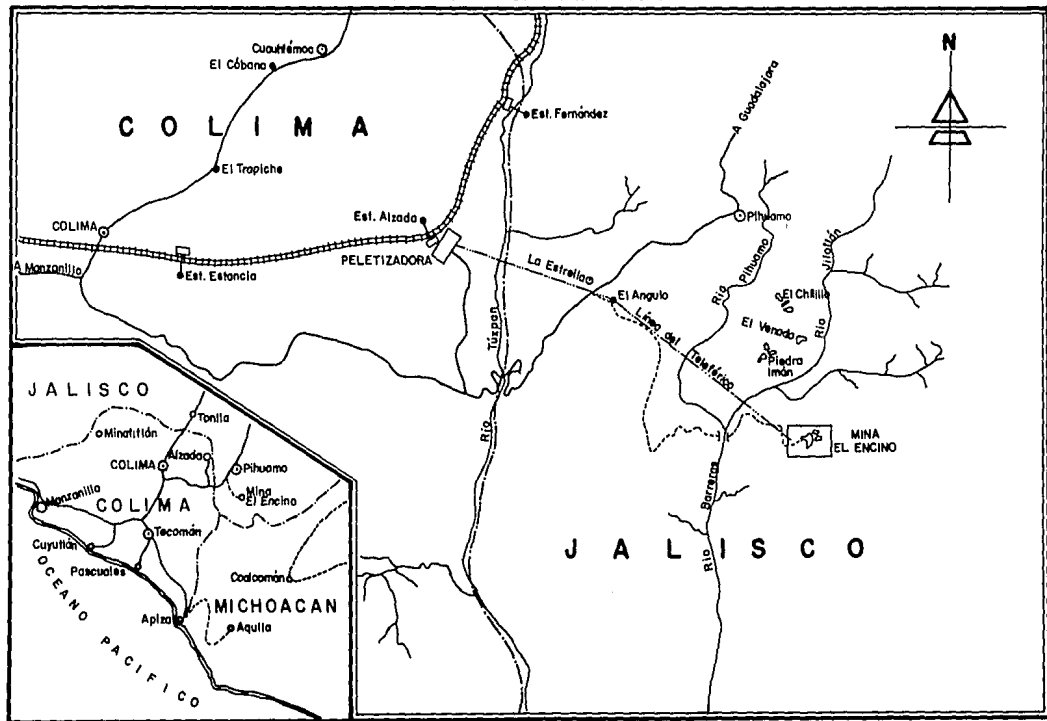 Cuauhtémoc
El Cóbano
COLIMA
El Trapiche
COLIMA
A Manzanillo
Est. Estancia
Est. Alzada
PELETIZADORA
Est. Fernández
N
A Guadalajara
Pihuamo
Río Pihuamo
Río Jilotlán
La Estrella
El Angulo
Línea del Teleférico
El Chilillo
El Venado
Piedra
Imán
MINA
EL ENCINO
Río Tuxpan
Río Barreras
JALISCO
JALISCO
Tonila
Minatitlán
Alzada
COLIMA
Pihuamo
Mina
El Encino
Manzanillo
COLIMA
Tecomán
Cuyutlán
Pascuales
Coalcomán
MICHOACAN
Apiza
Aquila
OCEANO PACIFICO